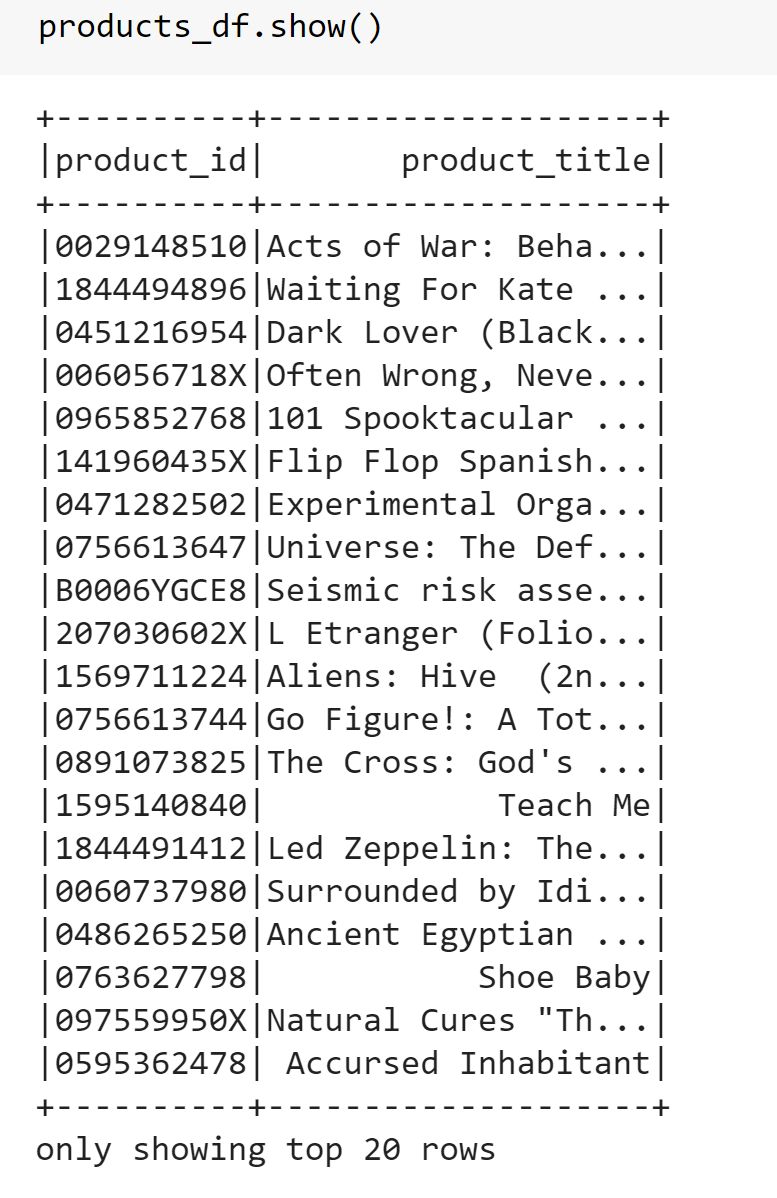 products_df.show()
+----------+--------------------+
|product_id|       product_title|
+----------+--------------------+
|0029148510|Acts of War: Beha...|
|1844494896|Waiting For Kate ...|
|0451216954|Dark Lover (Black...|
|006056718X|Often Wrong, Neve...|
|0965852768|101 Spooktacular ...|
|141960435X|Flip Flop Spanish...|
|0471282502|Experimental Orga...|
|0756613647|Universe: The Def...|
|B0006YGCE8|Seismic risk asse...|
|207030602X|L Etranger (Folio...|
|1569711224|Aliens: Hive  (2n...|
|0756613744|Go Figure!: A Tot...|
|0891073825|The Cross: God's ...|
|1595140840|            Teach Me|
|1844491412|Led Zeppelin: The...|
|0060737980|Surrounded by Idi...|
|0486265250|Ancient Egyptian ...|
|0763627798|           Shoe Baby|
|097559950X|Natural Cures "Th...|
|0595362478| Accursed Inhabitant|
+----------+--------------------+
only showing top 20 rows